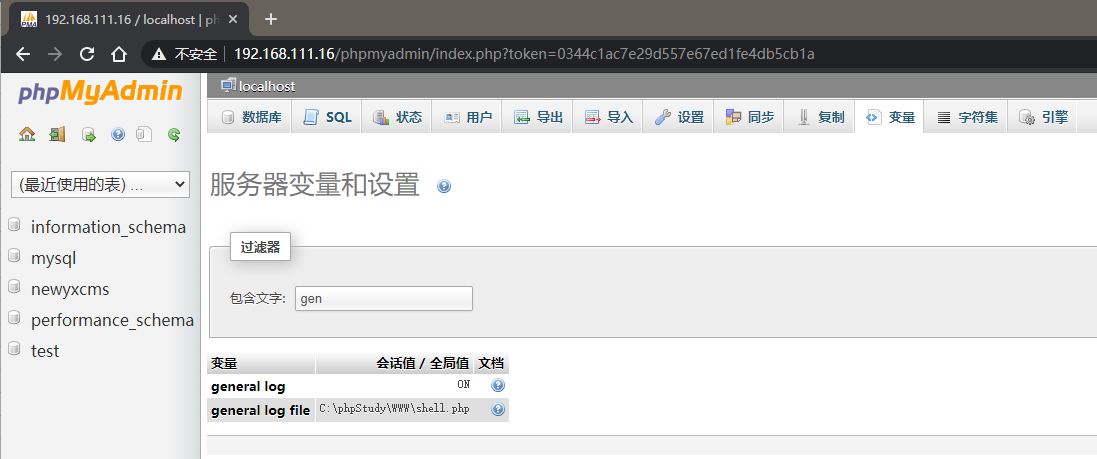 192.168.111.16 / localhost | ph
不安全 192.168.111.16/phpmyadmin/index.php?token=0344c1ac7e29d557e67ed1fe4db5cb1a
phpMyAdmin
localhost
数据库 SQL 状态 用户 导出 导入 设置 同步 复制 变量 字符集 引擎
(最近使用的表) ...
information_schema
mysql
newyxcms
performance_schema
test
服务器变量和设置
过滤器
包含文字: gen
变量 会话值 / 全局值 文档
general log ON
general log file C:\phpStudy\WWW\shell.php